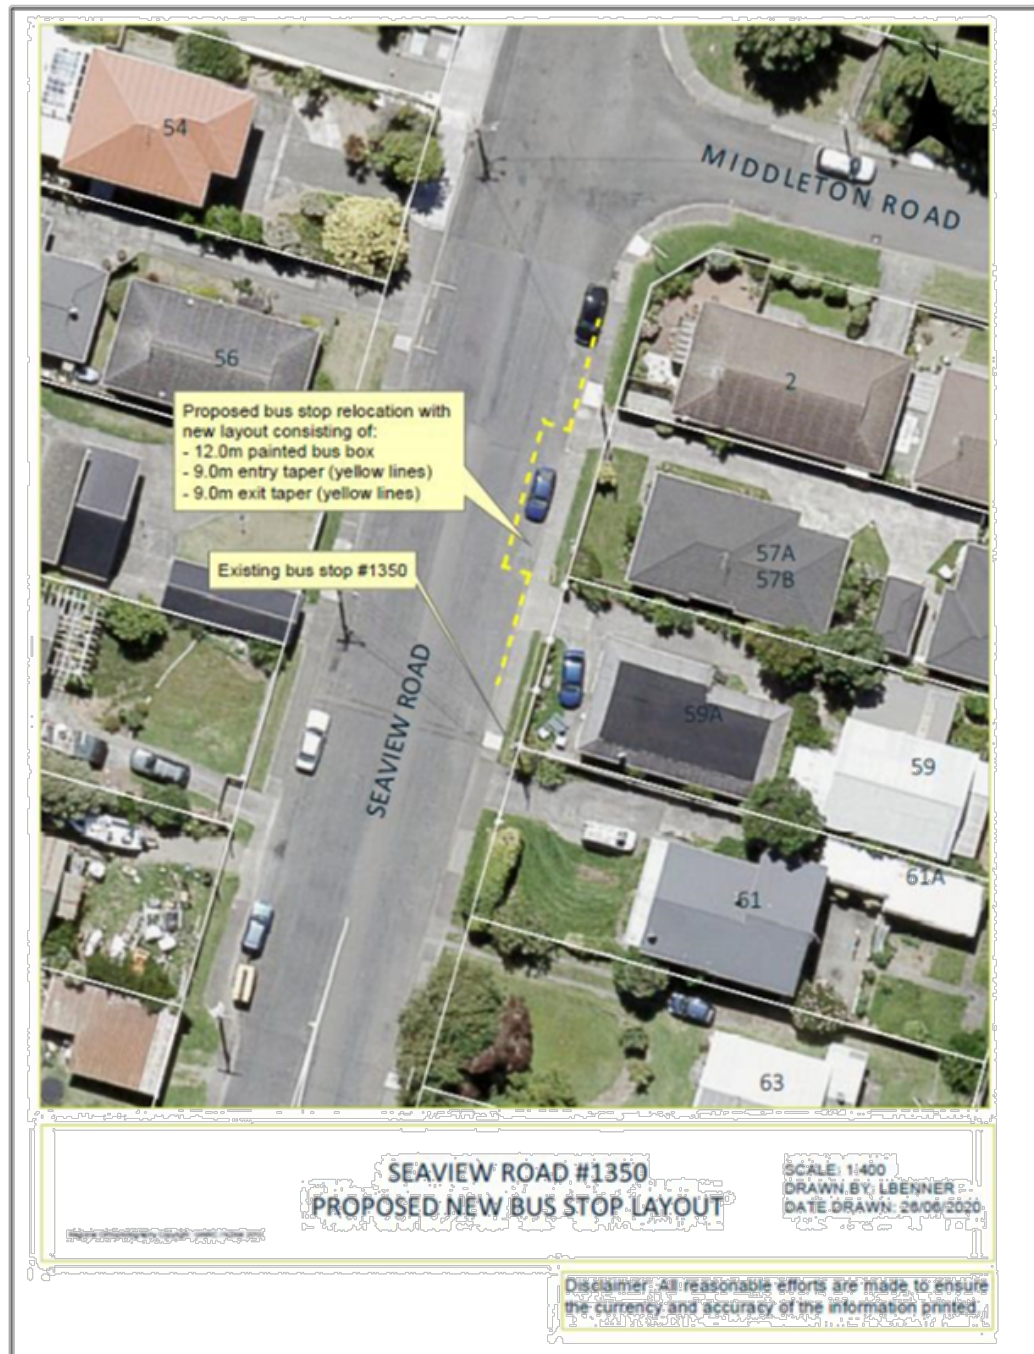 54
MIDDLETON ROAD
9
56
2
Proposed bus stop relocation with
new layout consisting of:
- 12.0m painted bus box
- 9.0m entry taper (yellow lines)
- 9.0m exit taper (yellow lines)
57A
57B
Existing bus stop #1350
SEAVIEW ROAD
59A
59
61A
61
63
SEAVIEW ROAD #1350
PROPOSED NEW BUS STOP LAYOUT
SCALE: 1:400
DRAWN BY: LBENNER
DATE DRAWN: 26/06/2020
Disclaimer: All reasonable efforts are made to ensure
the currency and accuracy of the information printed.